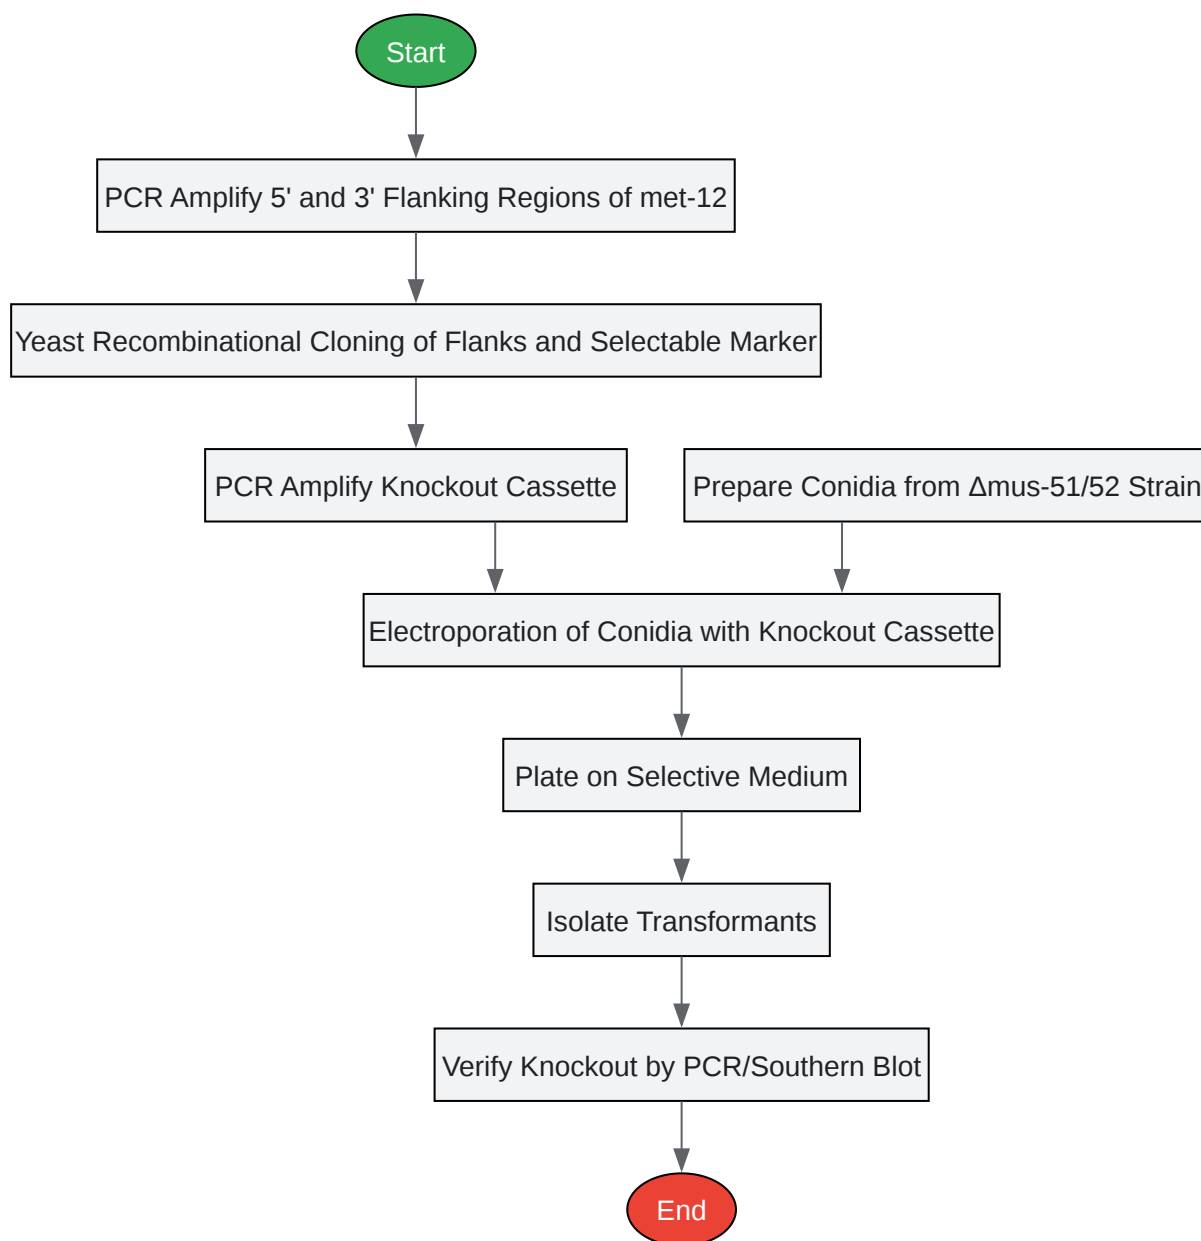 Start
PCR Amplify 5' and 3' Flanking Regions of met-12
Yeast Recombinational Cloning of Flanks and Selectable Marker
PCR Amplify Knockout Cassette
Prepare Conidia from Δmus-51/52 Strain
Electroporation of Conidia with Knockout Cassette
Plate on Selective Medium
Isolate Transformants
Verify Knockout by PCR/Southern Blot
End